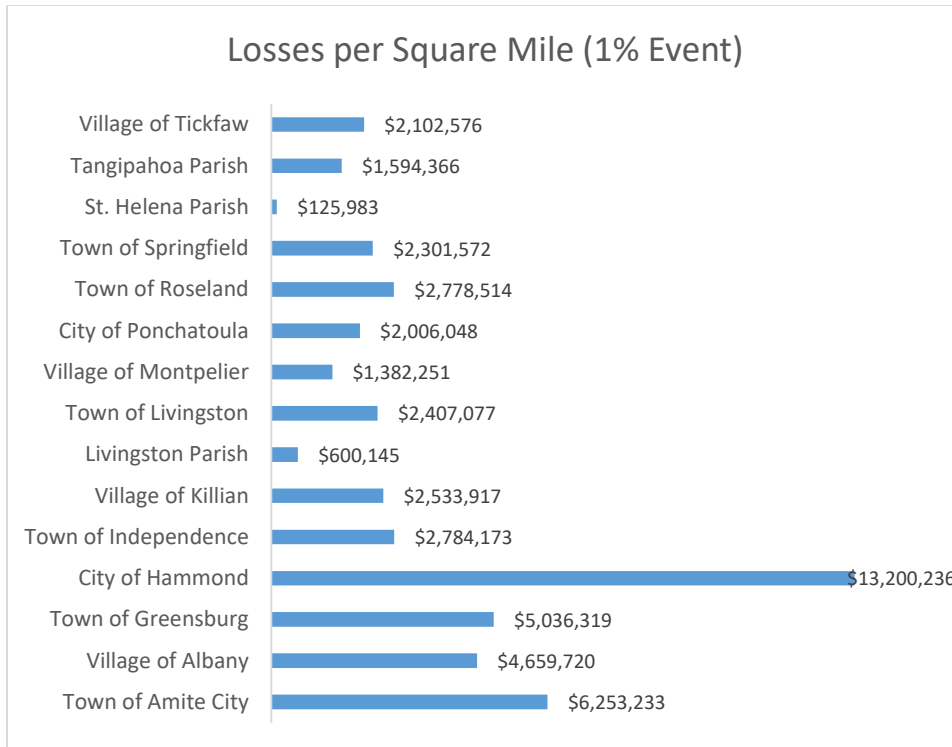 Losses per Square Mile (1% Event)
Village of Tickfaw $2,102,576
Tangipahoa Parish $1,594,366
St. Helena Parish $125,983
Town of Springfield $2,301,572
Town of Roseland $2,778,514
City of Ponchatoula $2,006,048
Village of Montpelier $1,382,251
Town of Livingston $2,407,077
Livingston Parish $600,145
Village of Killian $2,533,917
Town of Independence $2,784,173
City of Hammond $13,200,236
Town of Greensburg $5,036,319
Village of Albany $4,659,720
Town of Amite City $6,253,233